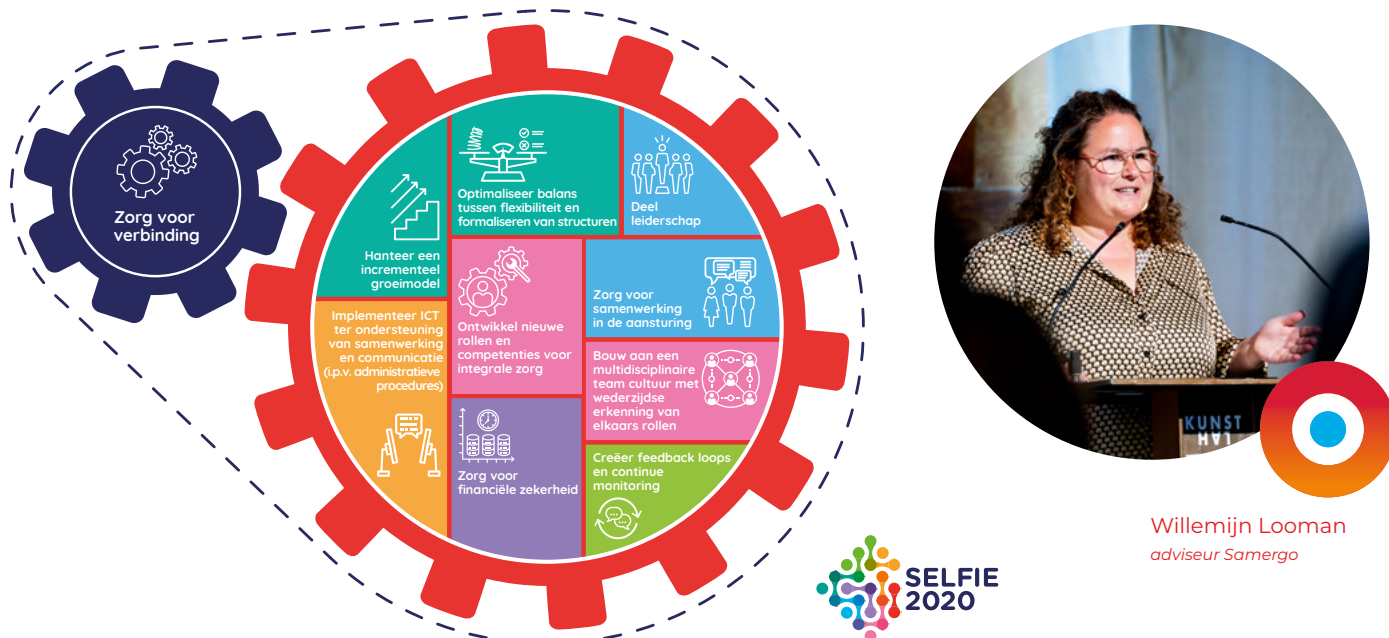 Zorg voor
verbinding
Optimaliseer balans
tussen flexibiliteit en
formaliseren van structuren
Deel
leiderschap
Hanteer een
incrementeel
groeimodel
Implementeer ICT
ter ondersteuning
van samenwerking
en communicatie
(i.p.v. administratieve
procedures)
Ontwikkel nieuwe
rollen en
competenties voor
integrale zorg
Zorg voor
samenwerking
in de aansturing
Bouw aan een
multidisciplinaire
team cultuur met
wederzijdse
erkenning van
elkaars rollen
Zorg voor
financiële zekerheid
Creëer feedback loops
en continue
monitoring
SELFIE
2020
KUNST
HAL
Willemijn Looman
adviseur Samergo